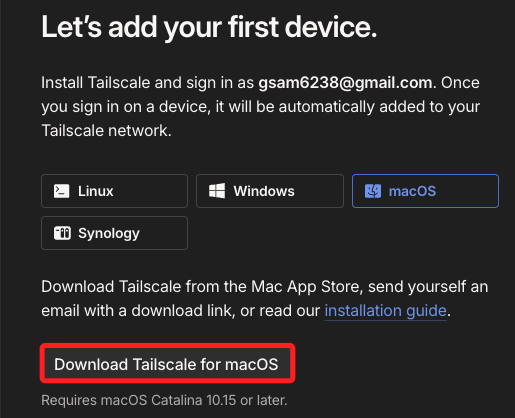 Let’s add your first device.
Install Tailscale and sign in as gsam6238@gmail.com. Once
you sign in on a device, it will be automatically added to your
Tailscale network.
Linux
Windows
macOS
Synology
Download Tailscale from the Mac App Store, send yourself an
email with a download link, or read our installation guide.
Download Tailscale for macOS
Requires macOS Catalina 10.15 or later.